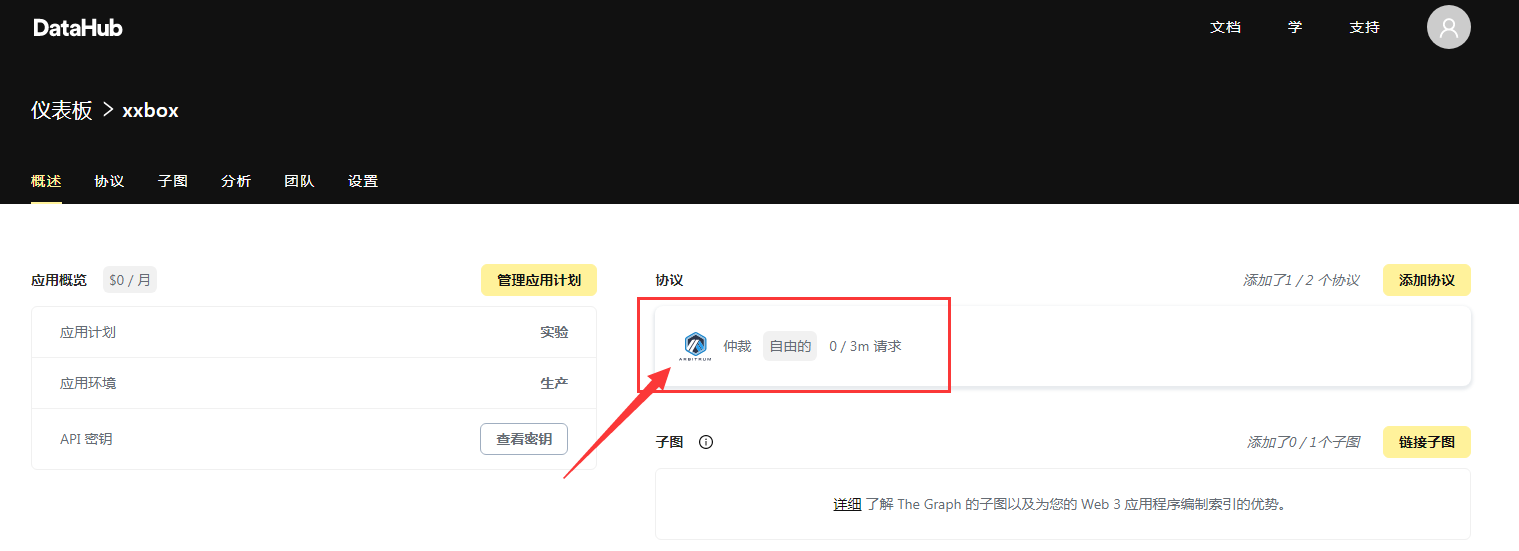 DataHub
文档 学 支持
仪表板 > xxbox
概述 协议 子图 分析 团队 设置
应用概览 $0 / 月 管理应用计划
应用计划 实验
应用环境 生产
API 密钥 查看密钥
协议 添加了1 / 2 个协议 添加协议
ARBITRUM 仲裁 自由的 0 / 3m 请求
子图 添加了0 / 1个子图 链接子图
详细 了解 The Graph 的子图以及为您的 Web 3 应用程序编制索引的优势。